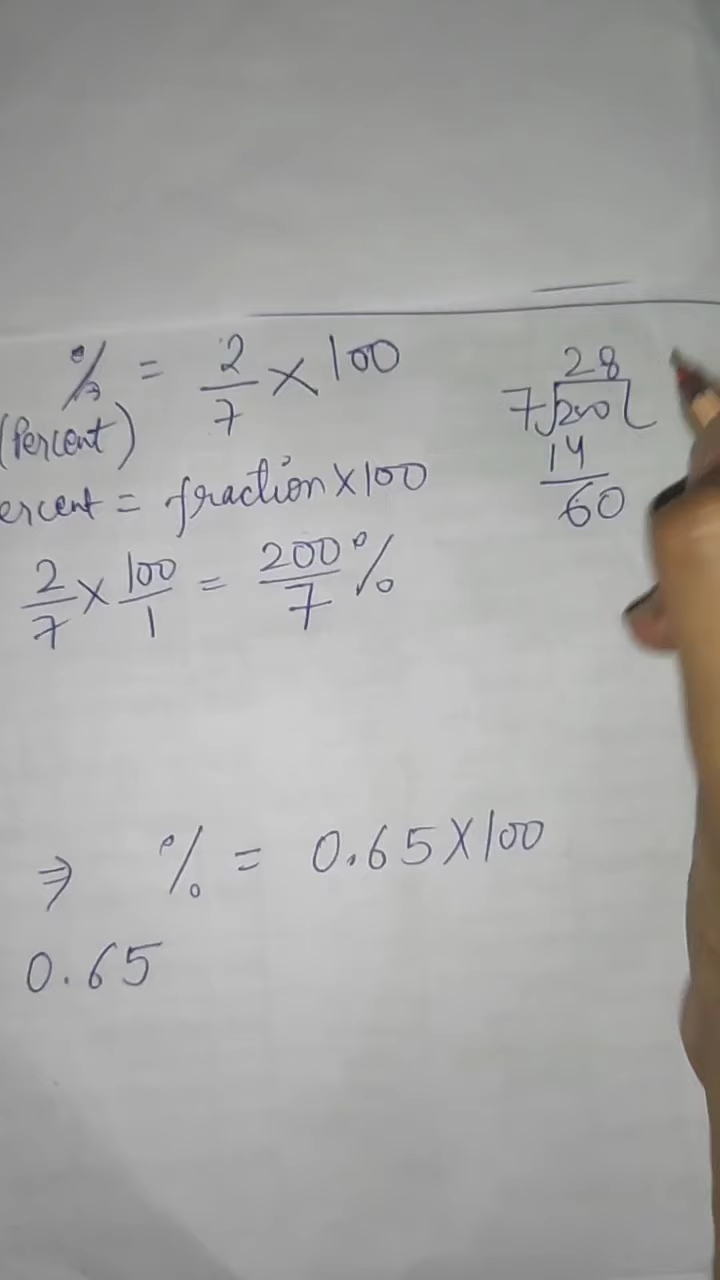 % = 2/7 × 100
(Percent)
ercent = fraction × 100
2/7 × 100/1 = 200/7 %
28
7 200
14
60
⇒ % = 0.65 × 100
0.65